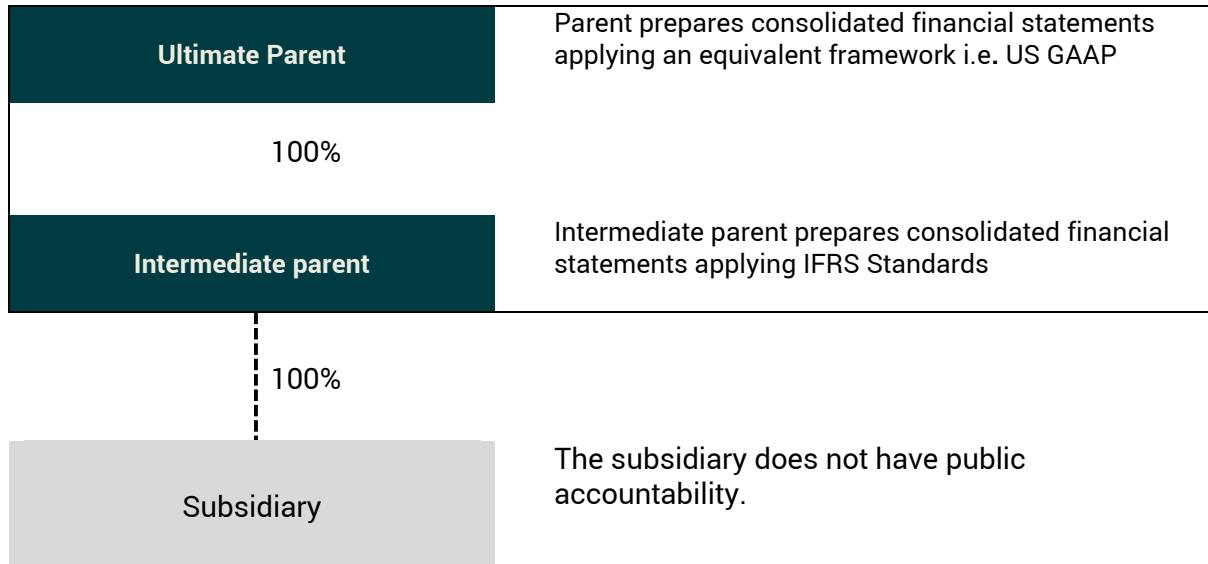 Ultimate Parent
Parent prepares consolidated financial statements
applying an equivalent framework i.e. US GAAP
100%
Intermediate parent
Intermediate parent prepares consolidated financial
statements applying IFRS Standards
100%
Subsidiary
The subsidiary does not have public
accountability.